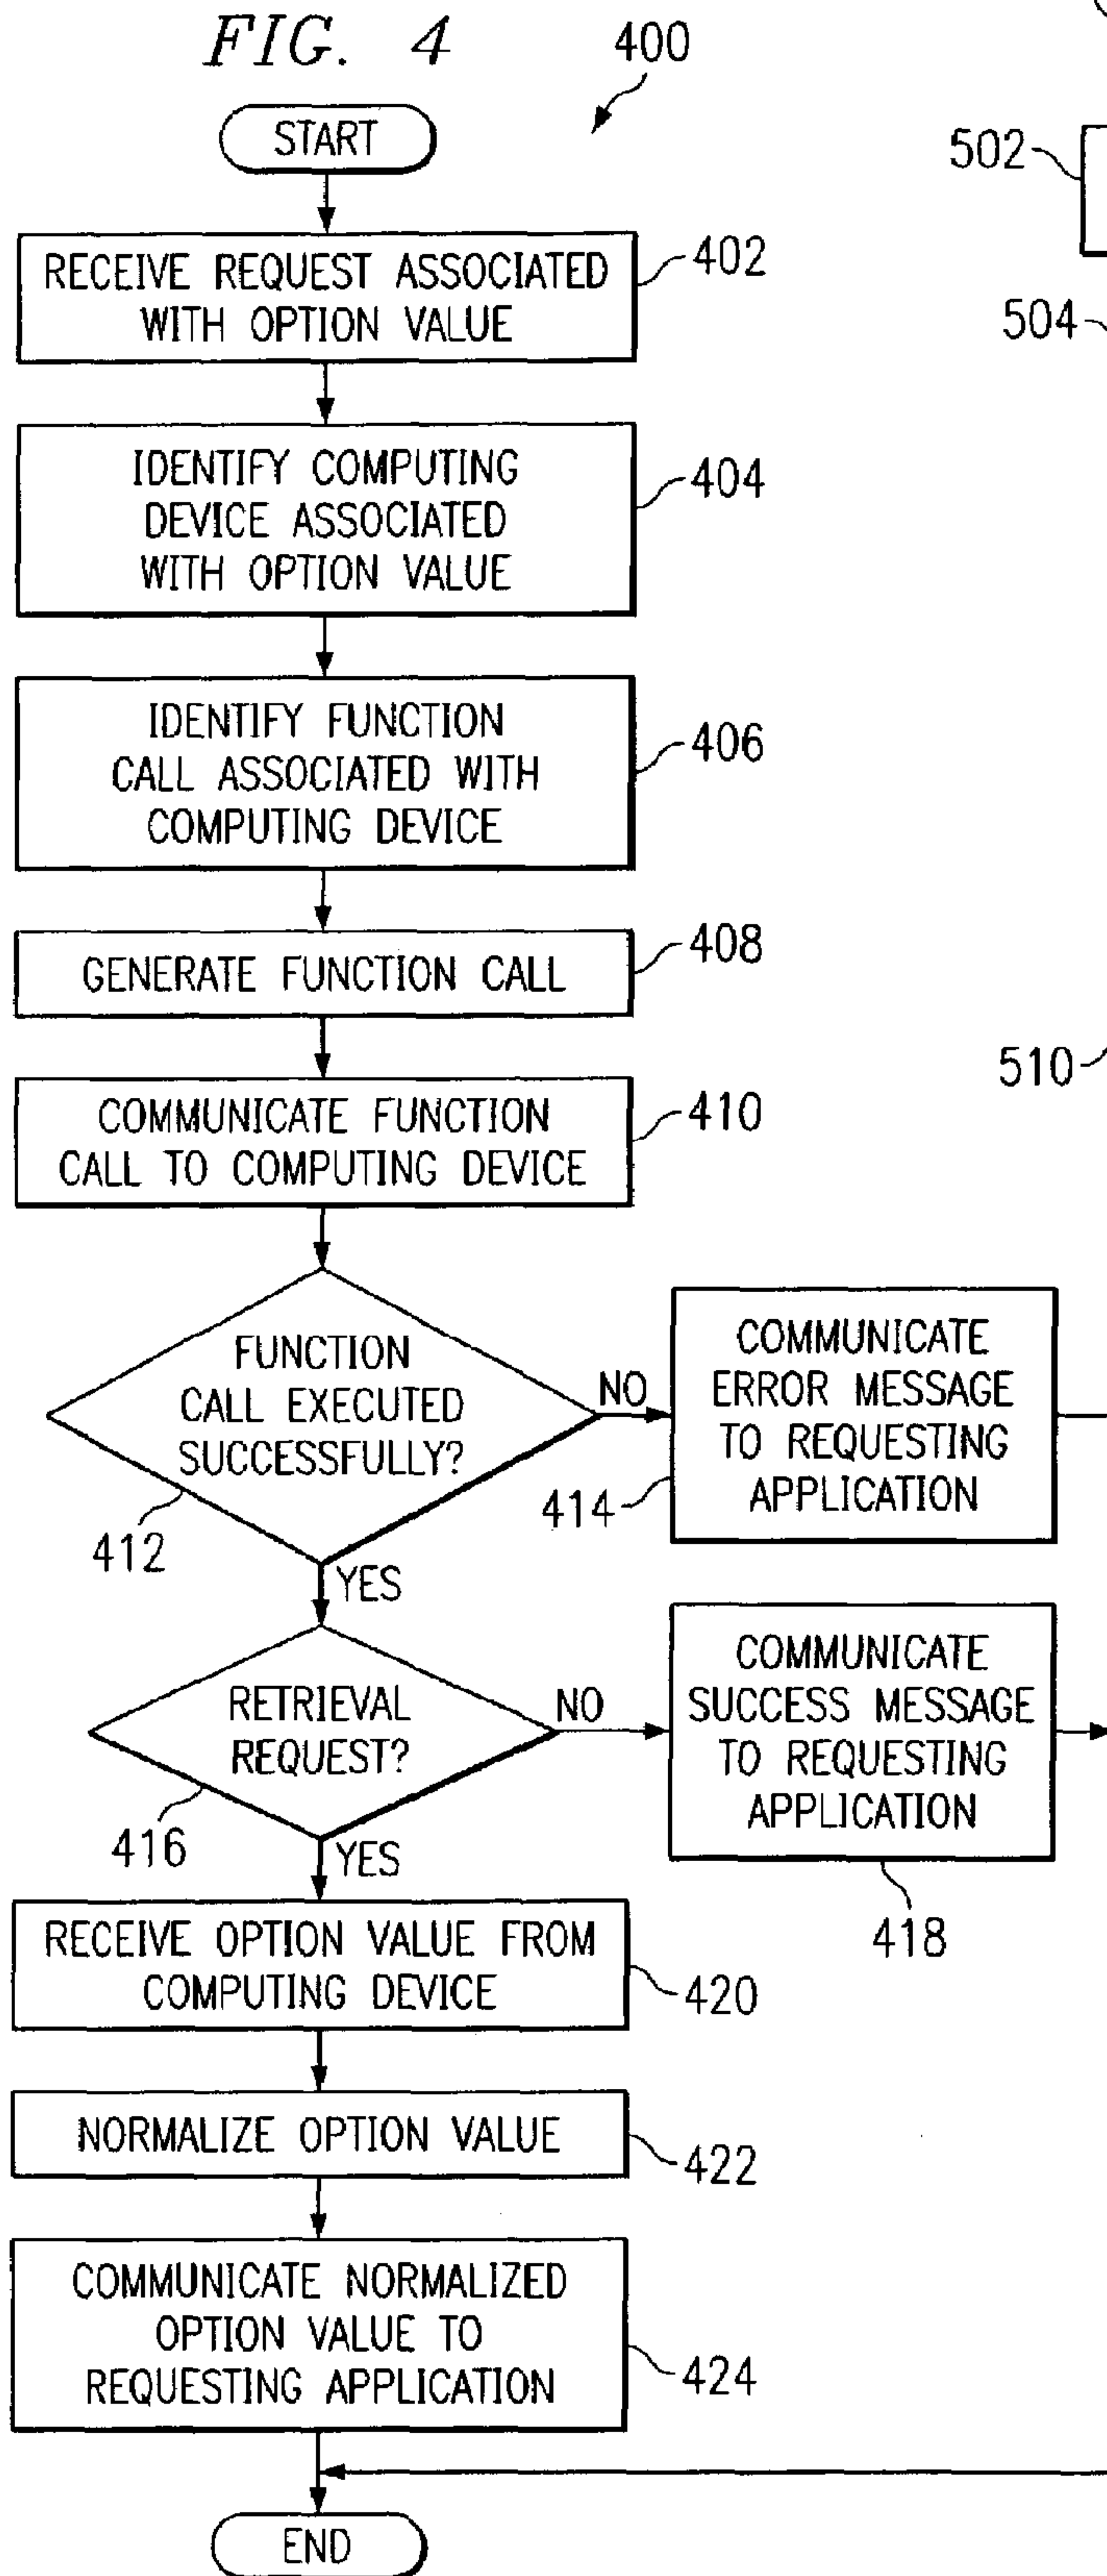 FIG. 4
400
START
502
RECEIVE REQUEST ASSOCIATED
WITH OPTION VALUE
402
504
IDENTIFY COMPUTING
DEVICE ASSOCIATED
WITH OPTION VALUE
404
IDENTIFY FUNCTION
CALL ASSOCIATED WITH
COMPUTING DEVICE
406
GENERATE FUNCTION CALL
408
510
COMMUNICATE FUNCTION
CALL TO COMPUTING DEVICE
410
FUNCTION
CALL EXECUTED
SUCCESSFULLY?
412
NO
COMMUNICATE
ERROR MESSAGE
TO REQUESTING
APPLICATION
414
YES
RETRIEVAL
REQUEST?
416
NO
COMMUNICATE
SUCCESS MESSAGE
TO REQUESTING
APPLICATION
418
YES
RECEIVE OPTION VALUE FROM
COMPUTING DEVICE
420
NORMALIZE OPTION VALUE
422
COMMUNICATE NORMALIZED
OPTION VALUE TO
REQUESTING APPLICATION
424
END